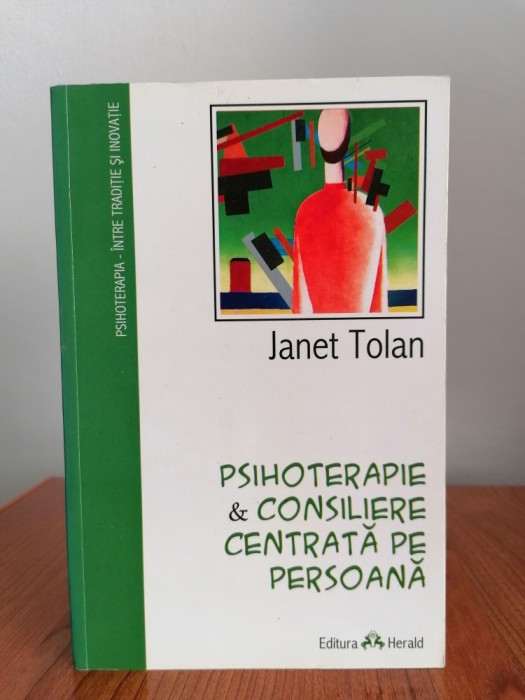 PSIHOTERAPIA - ÎNTRE TRADIȚIE ȘI INOVAȚIE
Janet Tolan
PSIHOTERAPIE
& CONSILIERE
CENTRATĂ PE
PERSOANĂ
Editura Herald